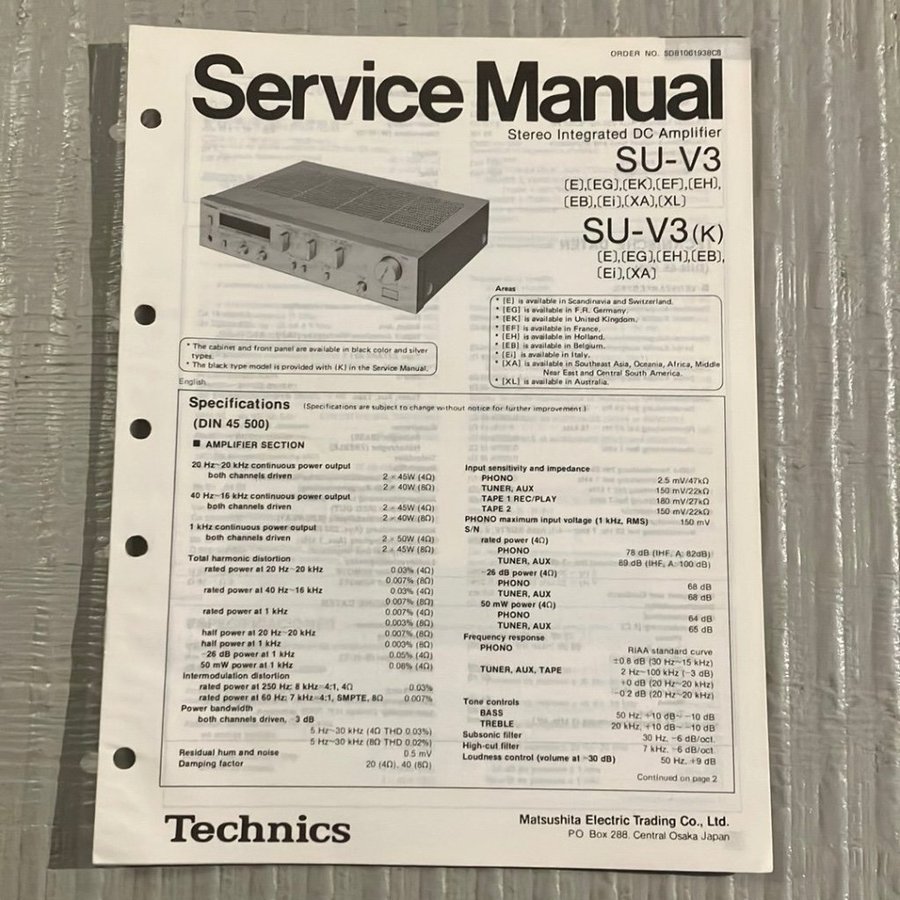 ORDER NO. SD81061938C8
Service Manual
Stereo Integrated DC Amplifier
SU-V3
[E],[EG],[EK],[EF],[EH],
[EB],[Ei],[XA],[XL]
SU-V3(K)
[E],[EG],[EH],[EB],
[Ei],[XA]
Areas
* [E] is available in Scandinavia and Switzerland.
* [EG] is available in F.R. Germany.
* [EK] is available in United Kingdom.
* [EF] is available in France.
* [EH] is available in Holland.
* [EB] is available in Belgium.
* [Ei] is available in Italy.
* [XA] is available in Southeast Asia, Oceania, Africa, Middle
Near East and Central South America.
* [XL] is available in Australia.
* The cabinet and front panel are available in black color and silver
types.
* The black type model is provided with (K) in the Service Manual.
English
Specifications (Specifications are subject to change without notice for further improvement.)
(DIN 45 500)
■ AMPLIFIER SECTION
20 Hz~20 kHz continuous power output
both channels driven 2 × 45W (4Ω)
2 × 40W (8Ω)
40 Hz~16 kHz continuous power output
both channels driven 2 × 45W (4Ω)
2 × 40W (8Ω)
1 kHz continuous power output
both channels driven 2 × 50W (4Ω)
2 × 45W (8Ω)
Total harmonic distortion
rated power at 20 Hz~20 kHz 0.03% (4Ω)
0.007% (8Ω)
rated power at 40 Hz~16 kHz 0.03% (4Ω)
0.007% (8Ω)
rated power at 1 kHz 0.007% (4Ω)
0.003% (8Ω)
half power at 20 Hz~20 kHz 0.007% (8Ω)
half power at 1 kHz 0.003% (8Ω)
-26 dB power at 1 kHz 0.05% (4Ω)
50 mW power at 1 kHz 0.08% (4Ω)
Intermodulation distortion
rated power at 250 Hz: 8 kHz=4:1, 4Ω 0.03%
rated power at 60 Hz: 7 kHz=4:1, SMPTE, 8Ω 0.007%
Power bandwidth
both channels driven, -3 dB
5 Hz~30 kHz (4Ω THD 0.03%)
5 Hz~30 kHz (8Ω THD 0.02%)
Residual hum and noise 0.5 mV
Damping factor 20 (4Ω), 40 (8Ω)
Input sensitivity and impedance
PHONO 2.5 mV/47kΩ
TUNER, AUX 150 mV/22kΩ
TAPE 1 REC/PLAY 180 mV/27kΩ
TAPE 2 150 mV/22kΩ
PHONO maximum input voltage (1 kHz, RMS) 150 mV
S/N
rated power (4Ω)
PHONO 78 dB (IHF, A: 82dB)
TUNER, AUX 89 dB (IHF, A: 100 dB)
-26 dB power (4Ω)
PHONO 68 dB
TUNER, AUX 68 dB
50 mW power (4Ω)
PHONO 64 dB
TUNER, AUX 65 dB
Frequency response
PHONO RIAA standard curve
±0.8 dB (30 Hz~15 kHz)
TUNER, AUX, TAPE 2 Hz~100 kHz (-3 dB)
+0 dB (20 Hz~20 kHz)
-0.2 dB (20 Hz~20 kHz)
Tone controls
BASS 50 Hz, +10 dB~ -10 dB
TREBLE 20 kHz, +10 dB~ -10 dB
Subsonic filter 30 Hz, -6 dB/oct.
High-cut filter 7 kHz, -6 dB/oct.
Loudness control (volume at -30 dB) 50 Hz, +9 dB
Continued on page 2
Technics
Matsushita Electric Trading Co., Ltd.
PO Box 288, Central Osaka Japan